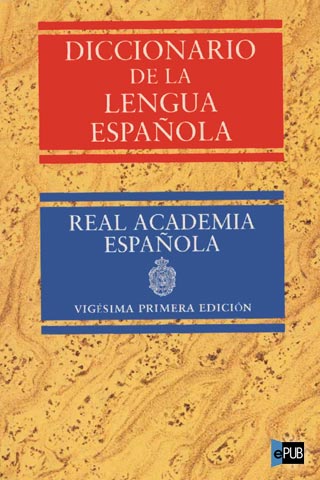 DICCIONARIO
DE LA
LENGUA
ESPAÑOLA
REAL ACADEMIA
ESPAÑOLA
VIGÉSIMA PRIMERA EDICIÓN
ePUB